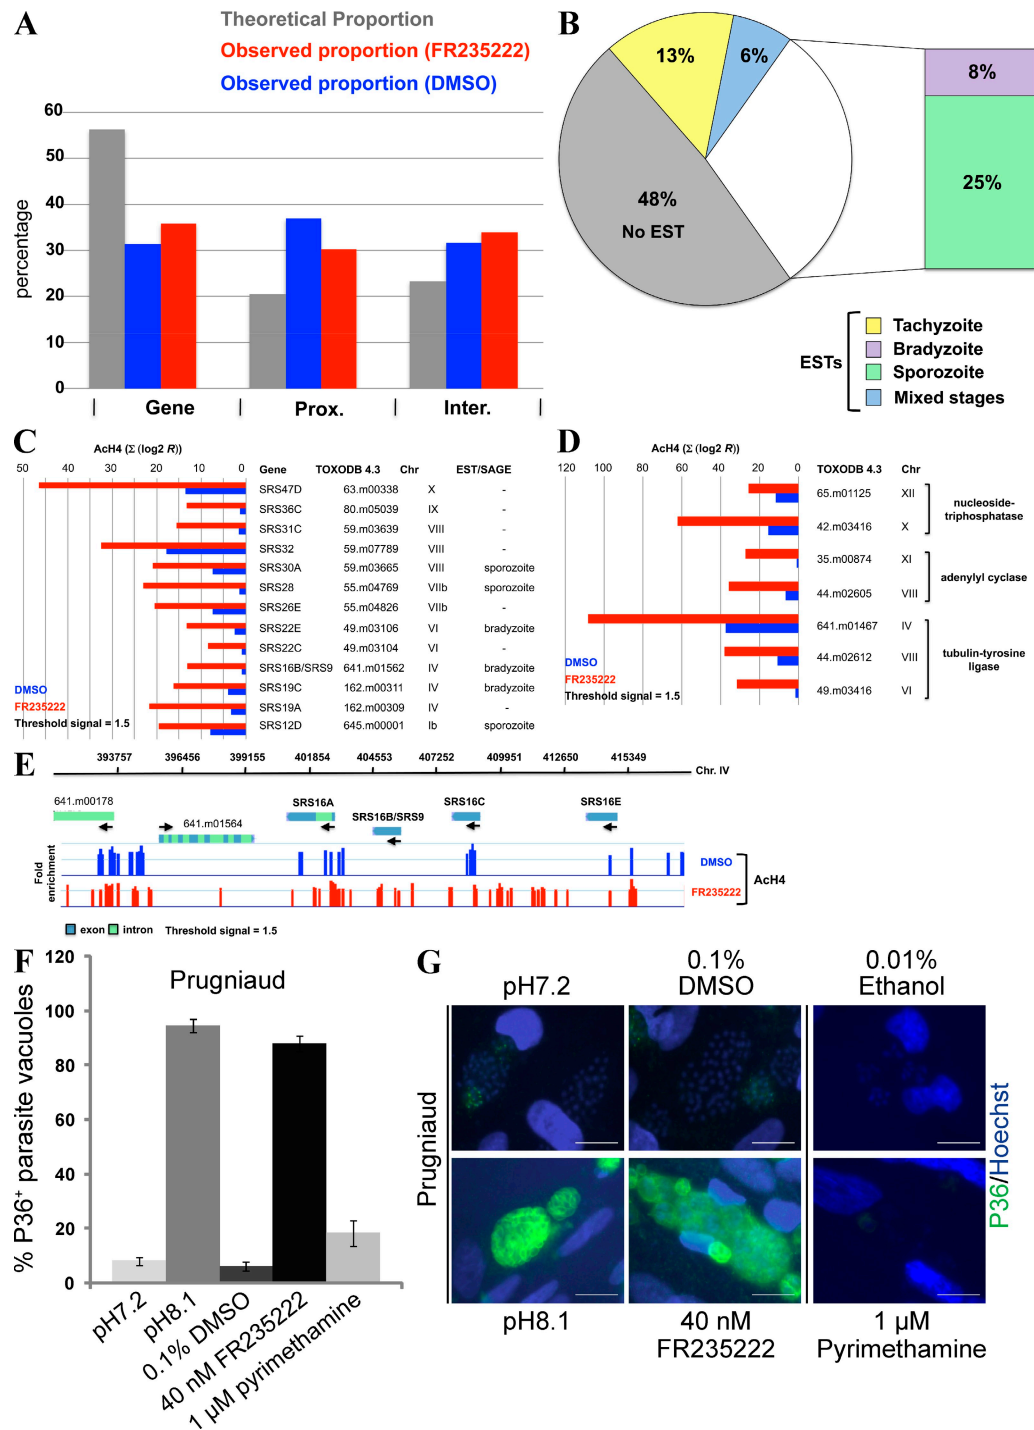 A
Theoretical Proportion
Observed proportion (FR235222)
Observed proportion (DMSO)
percentage
60
50
40
30
20
10
0
Gene Prox. Inter.
B
13%
6%
48%
No EST
8%
25%
ESTs
Tachyzoite
Bradyzoite
Sporozoite
Mixed stages
C
AcH4 (Σ (log2 R))
50 40 30 20 10 0
Gene TOXODB 4.3 Chr EST/SAGE
SRS47D 63.m00338 X -
SRS36C 80.m05039 IX -
SRS31C 59.m03639 VIII -
SRS32 59.m07789 VIII -
SRS30A 59.m03665 VIII sporozoite
SRS28 55.m04769 VIIb sporozoite
SRS26E 55.m04826 VIIb -
SRS22E 49.m03106 VI bradyzoite
SRS22C 49.m03104 VI -
SRS16B/SRS9 641.m01562 IV bradyzoite
SRS19C 162.m00311 IV bradyzoite
SRS19A 162.m00309 IV -
SRS12D 645.m00001 Ib sporozoite
DMSO
FR235222
Threshold signal = 1.5
D
AcH4 (Σ (log2 R))
120 100 80 60 40 20 0
TOXODB 4.3 Chr
65.m01125 XII
42.m03416 X
nucleoside-
triphosphatase
35.m00874 XI
44.m02605 VIII
adenylyl cyclase
641.m01467 IV
44.m02612 VIII
49.m03416 VI
tubulin-tyrosine
ligase
DMSO
FR235222
Threshold signal = 1.5
E
393757 396456 399155 401854 404553 407252 409951 412650 415349
Chr. IV
641.m00178
641.m01564
SRS16A
SRS16B/SRS9
SRS16C
SRS16E
Fold
enrichment
DMSO
FR235222
AcH4
exon intron Threshold signal = 1.5
F
Prugniaud
% P36+ parasite vacuoles
120
100
80
60
40
20
0
pH7.2
pH8.1
0.1% DMSO
40 nM FR235222
1 µM pyrimethamine
G
pH7.2
0.1%
DMSO
0.01%
Ethanol
Prugniaud
P36/Hoechst
pH8.1
40 nM
FR235222
1 µM
Pyrimethamine